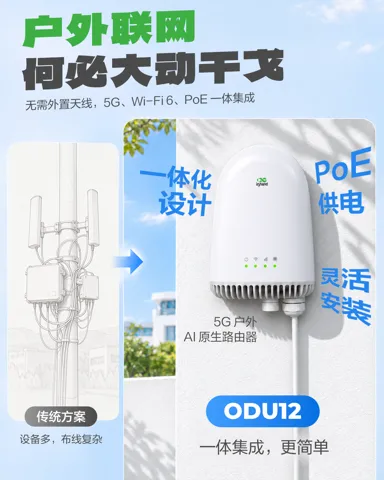 户外联网
何必大动干戈
无需外置天线，5G、Wi-Fi 6、PoE 一体集成
一体化
设计
PoE
供电
灵活
安装
5G 户外
AI 原生路由器
传统方案
设备多，布线复杂
ODU12
一体集成，更简单